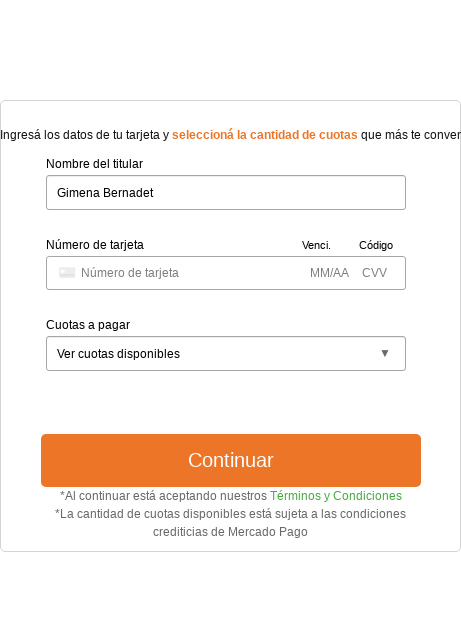 Ingresá los datos de tu tarjeta y seleccioná la cantidad de cuotas que más te conver
Nombre del titular
Gimena Bernadet
Número de tarjeta Venci. Código
Número de tarjeta MM/AA CVV
Cuotas a pagar
Ver cuotas disponibles
Continuar
*Al continuar está aceptando nuestros Términos y Condiciones
*La cantidad de cuotas disponibles está sujeta a las condiciones
crediticias de Mercado Pago